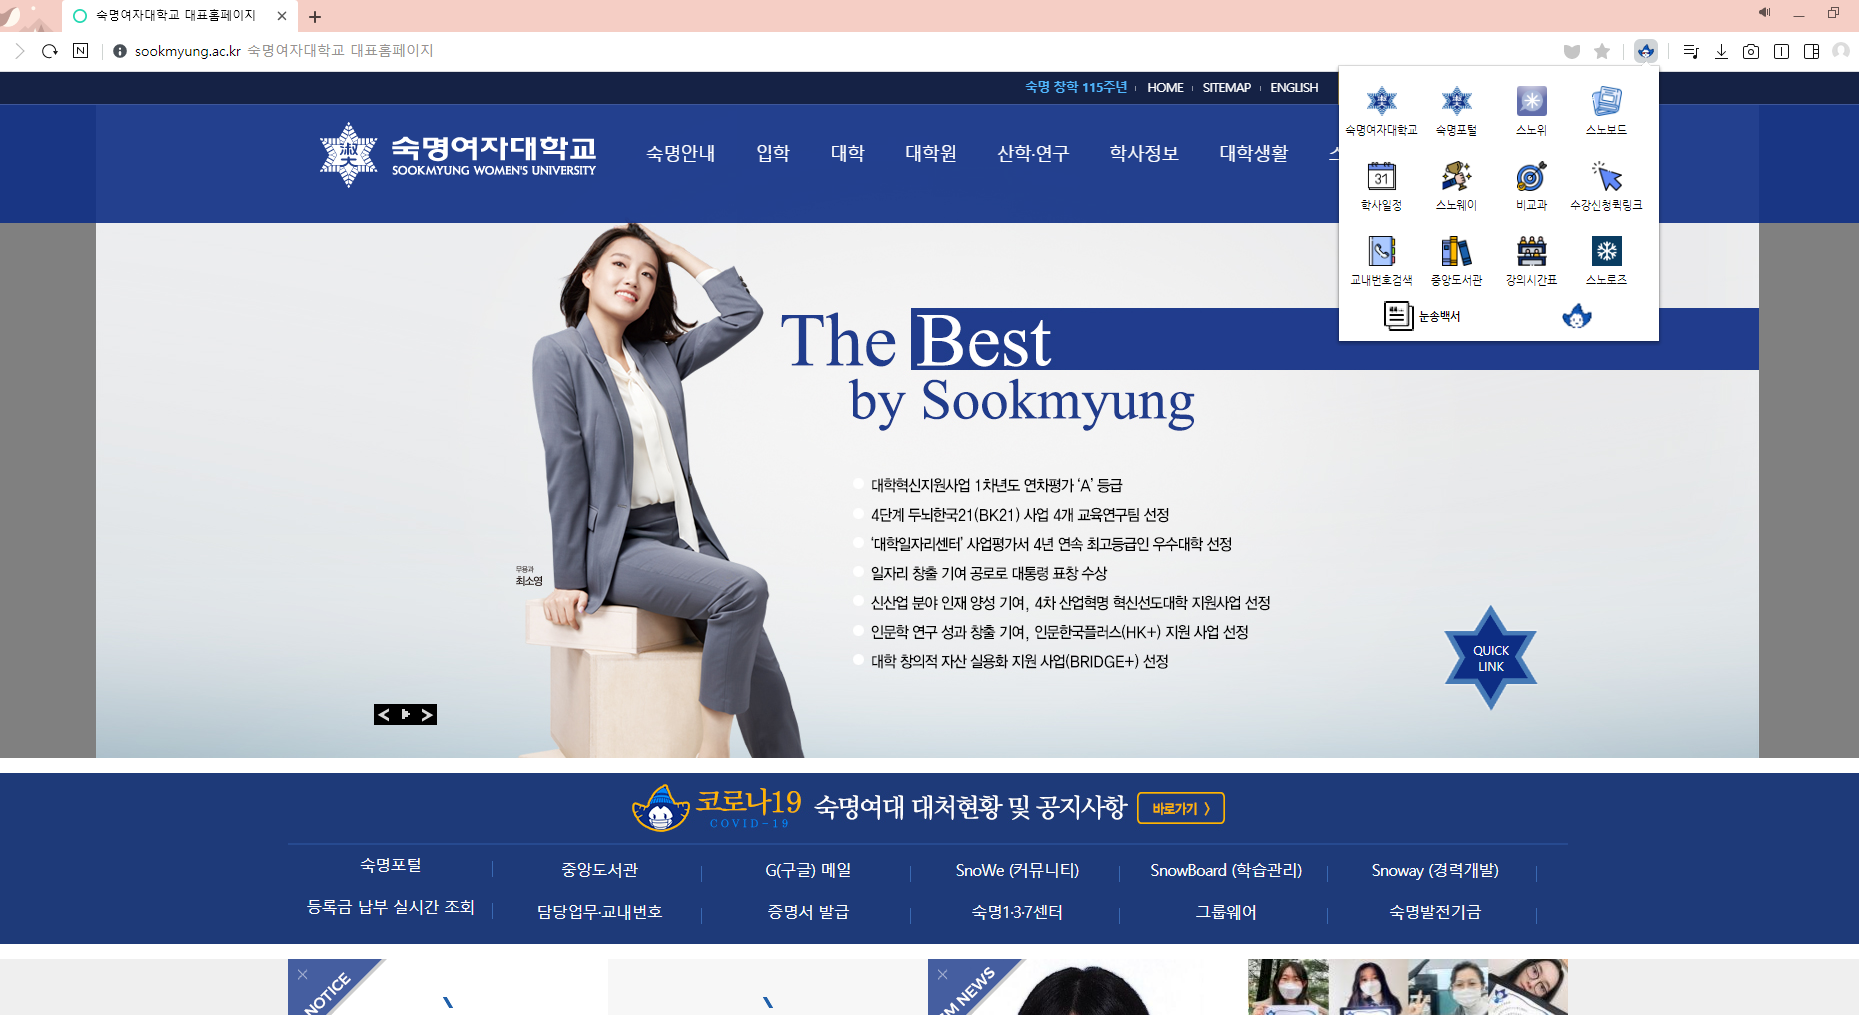 숙명여자대학교 대표홈페이지
N
sookmyung.ac.kr 숙명여자대학교 대표홈페이지
숙명 창학 115주년 HOME SITEMAP ENGLISH
숙명여자대학교
SOOKMYUNG WOMEN'S UNIVERSITY
숙명안내 입학 대학 대학원 산학·연구 학사정보 대학생활
숙명여자대학교 숙명포털 스노위 스노보드
31
학사일정 스노웨이 비교과 수강신청퀵링크
교내번호검색 중앙도서관 강의시간표 스노로즈
눈송백서
The Best
by Sookmyung
대학혁신지원사업 1차년도 연차평가 ‘A’ 등급
4단계 두뇌한국21(BK21) 사업 4개 교육연구팀 선정
‘대학일자리센터’ 사업평가서 4년 연속 최고등급인 우수대학 선정
일자리 창출 기여 공로로 대통령 표창 수상
신산업 분야 인재 양성 기여, 4차 산업혁명 혁신선도대학 지원사업 선정
인문학 연구 성과 창출 기여, 인문한국플러스(HK+) 지원 사업 선정
대학 창의적 자산 실용화 지원 사업(BRIDGE+) 선정
무용과
최소영
QUICK
LINK
코로나19 숙명여대 대처현황 및 공지사항 바로가기 >
COVID-19
숙명포털 중앙도서관 G(구글) 메일 SnoWe (커뮤니티) SnowBoard (학습관리) Snoway (경력개발)
등록금 납부 실시간 조회 담당업무·교내번호 증명서 발급 숙명1·3·7센터 그룹웨어 숙명발전기금
NOTICE
NEWS